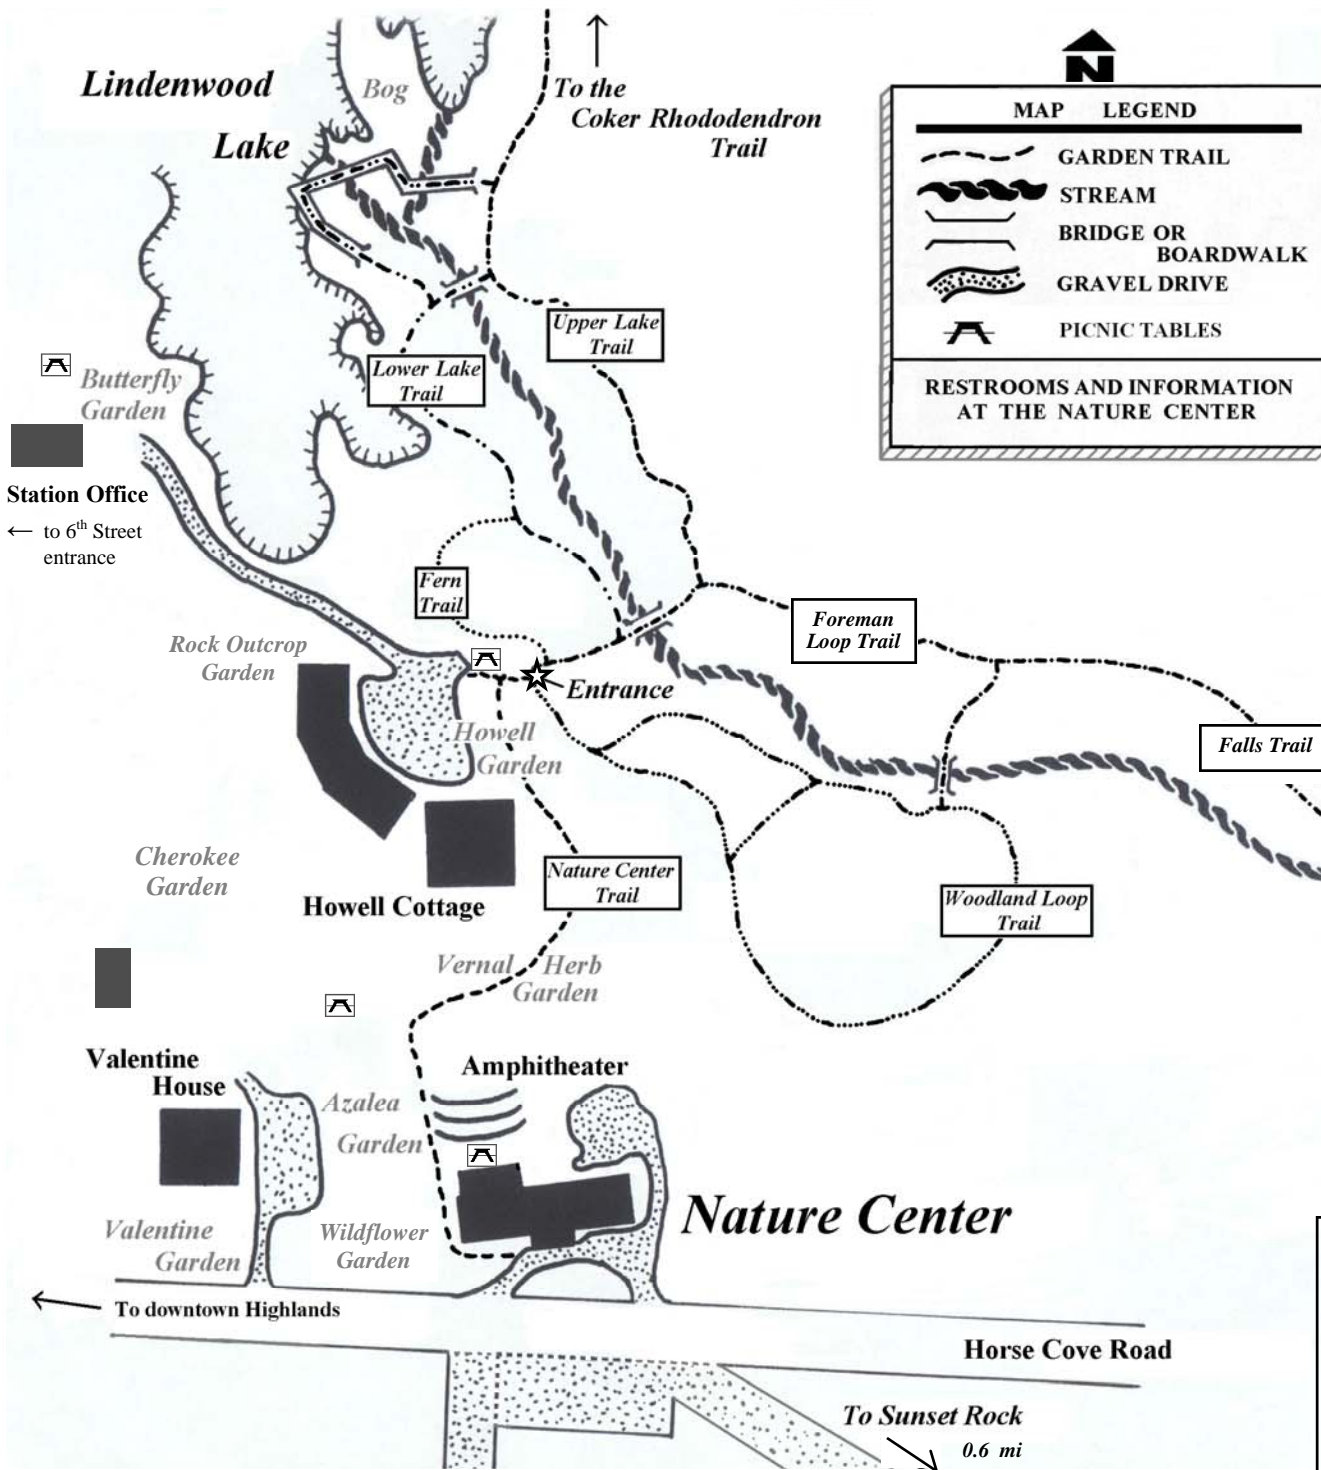 Lindenwood
Lake
Bog
To the
Coker Rhododendron
Trail
N
MAP LEGEND
GARDEN TRAIL
STREAM
BRIDGE OR
BOARDWALK
GRAVEL DRIVE
PICNIC TABLES
RESTROOMS AND INFORMATION
AT THE NATURE CENTER
Upper Lake
Trail
Lower Lake
Trail
Butterfly
Garden
Station Office
← to 6th Street
entrance
Fern
Trail
Foreman
Loop Trail
Rock Outcrop
Garden
Entrance
Howell
Garden
Falls Trail
Cherokee
Garden
Nature Center
Trail
Howell Cottage
Woodland Loop
Trail
Vernal Herb
Garden
Valentine
House
Amphitheater
Azalea
Garden
Nature Center
Valentine
Garden
Wildflower
Garden
To downtown Highlands
Horse Cove Road
To Sunset Rock
0.6 mi